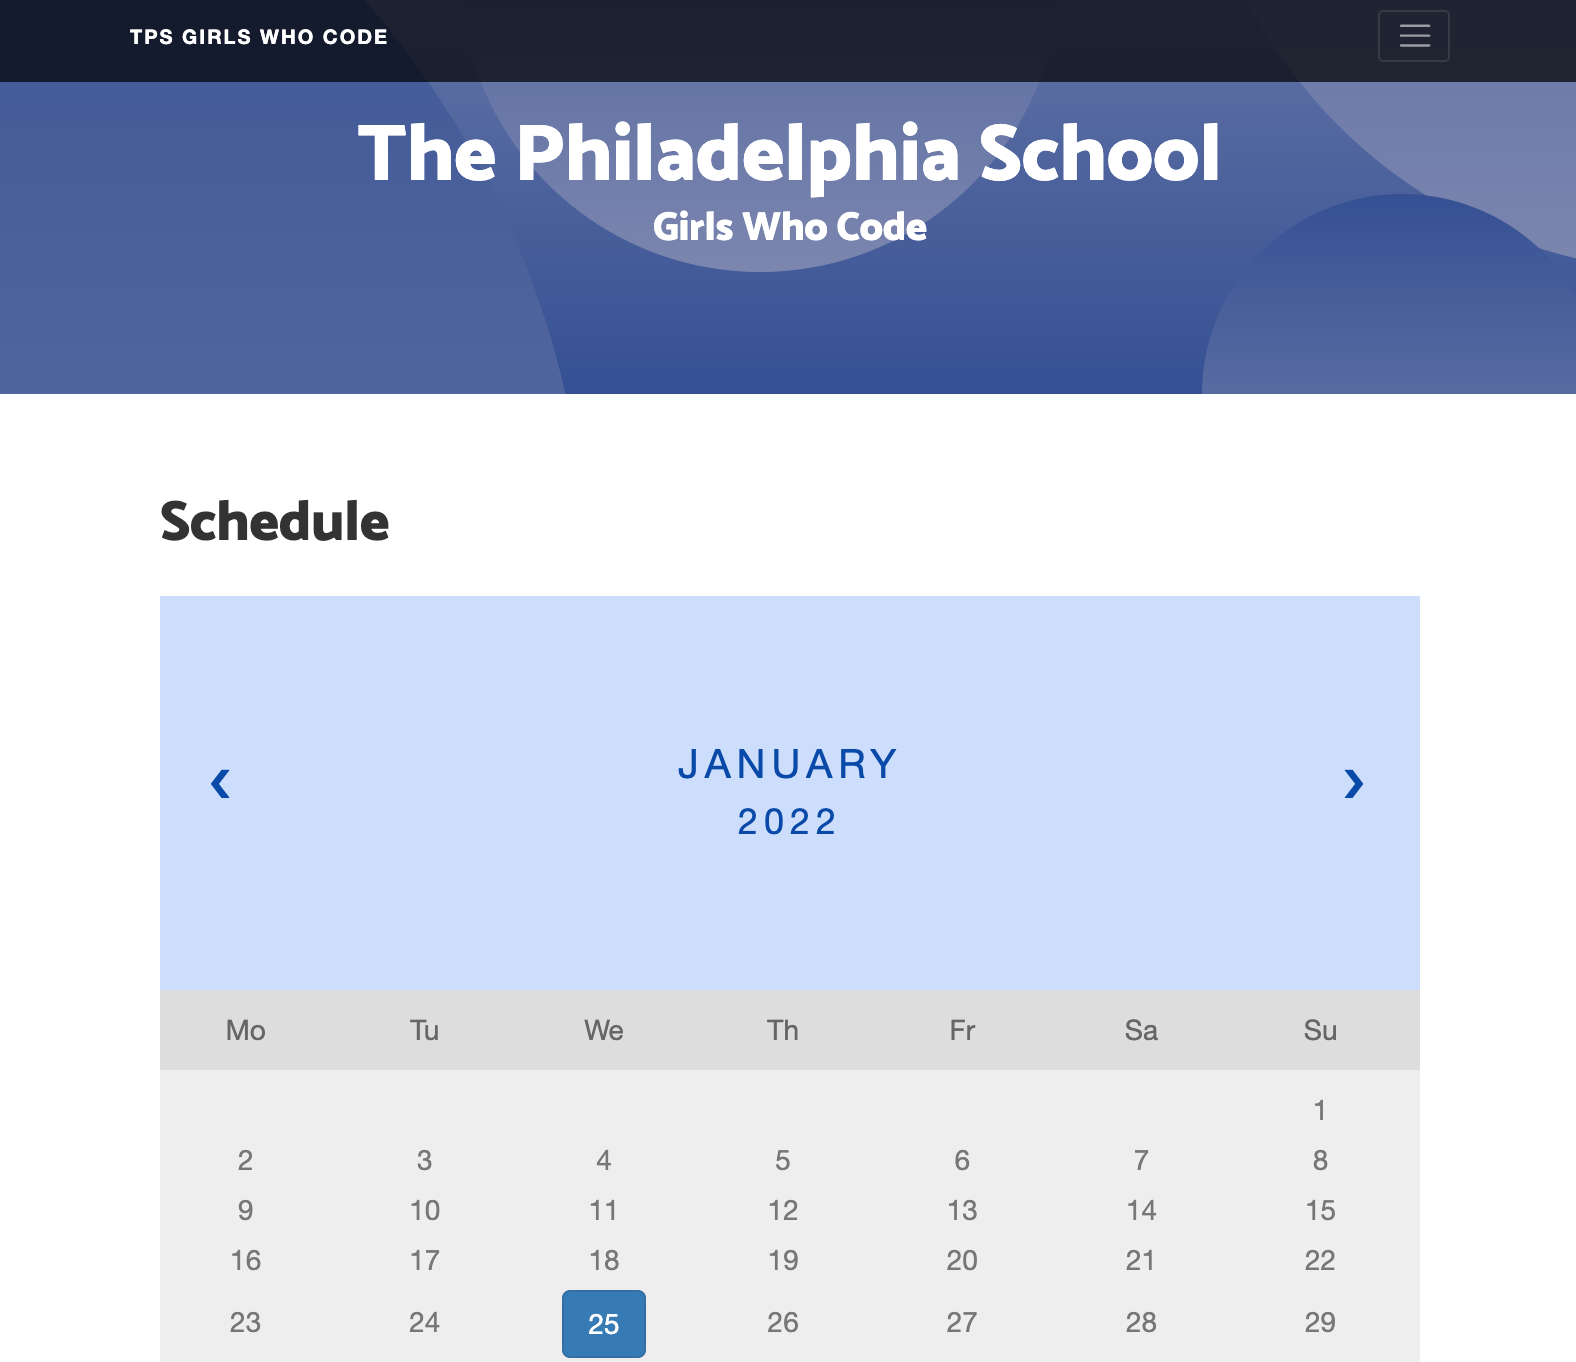 TPS GIRLS WHO CODE
The Philadelphia School
Girls Who Code
Schedule
❮ JANUARY ❯
2022
Mo Tu We Th Fr Sa Su
1
2 3 4 5 6 7 8
9 10 11 12 13 14 15
16 17 18 19 20 21 22
23 24 25 26 27 28 29